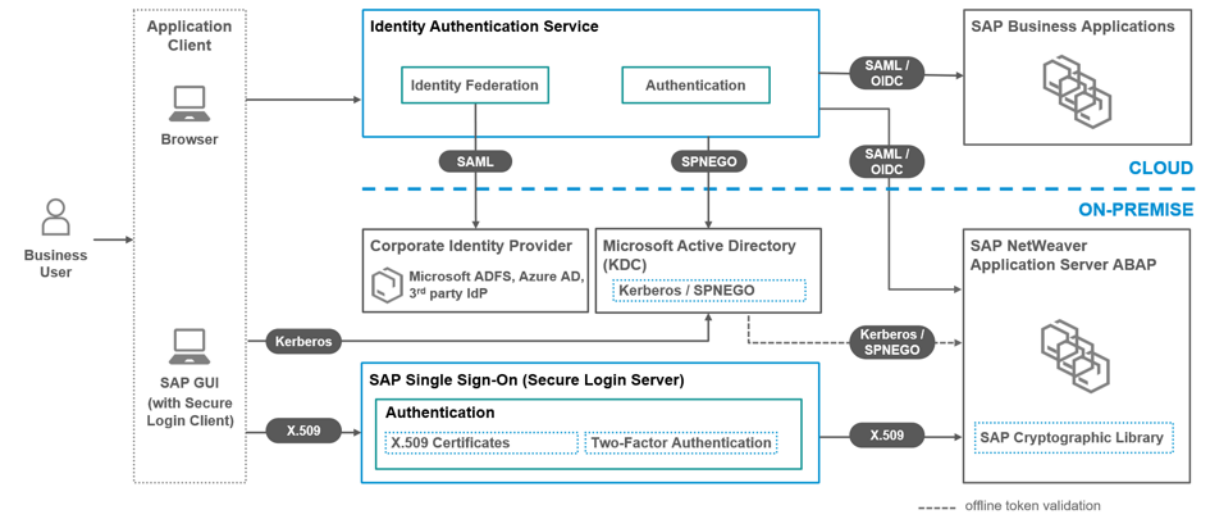 Application
Client
Browser
Business
User
SAP GUI
(with Secure
Login Client)
Identity Authentication Service
Identity Federation
Authentication
SAML
SPNEGO
SAML /
OIDC
SAML /
OIDC
SAP Business Applications
CLOUD
ON-PREMISE
Corporate Identity Provider
Microsoft ADFS, Azure AD,
3rd party IdP
Microsoft Active Directory
(KDC)
Kerberos / SPNEGO
SAP NetWeaver
Application Server ABAP
Kerberos
Kerberos /
SPNEGO
SAP Single Sign-On (Secure Login Server)
Authentication
X.509 Certificates
Two-Factor Authentication
X.509
X.509
SAP Cryptographic Library
offline token validation